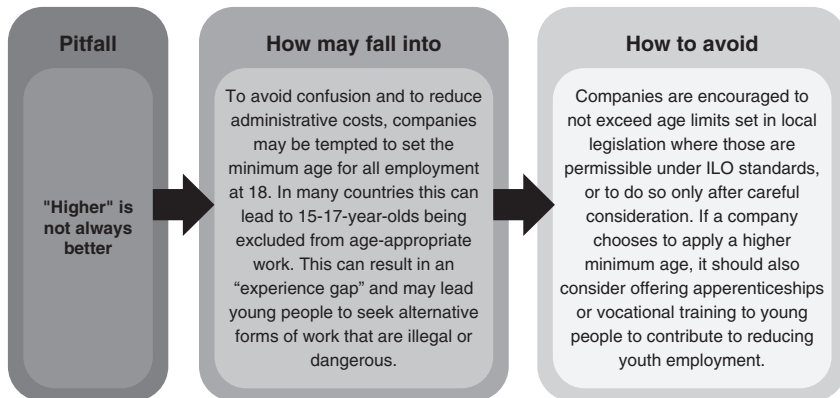 Pitfall
"Higher" is
not always
better
How may fall into
To avoid confusion and to reduce
administrative costs, companies
may be tempted to set the
minimum age for all employment
at 18. In many countries this can
lead to 15-17-year-olds being
excluded from age-appropriate
work. This can result in an
“experience gap” and may lead
young people to seek alternative
forms of work that are illegal or
dangerous.
How to avoid
Companies are encouraged to
not exceed age limits set in local
legislation where those are
permissible under ILO standards,
or to do so only after careful
consideration. If a company
chooses to apply a higher
minimum age, it should also
consider offering apperenticeships
or vocational training to young
people to contribute to reducing
youth employment.